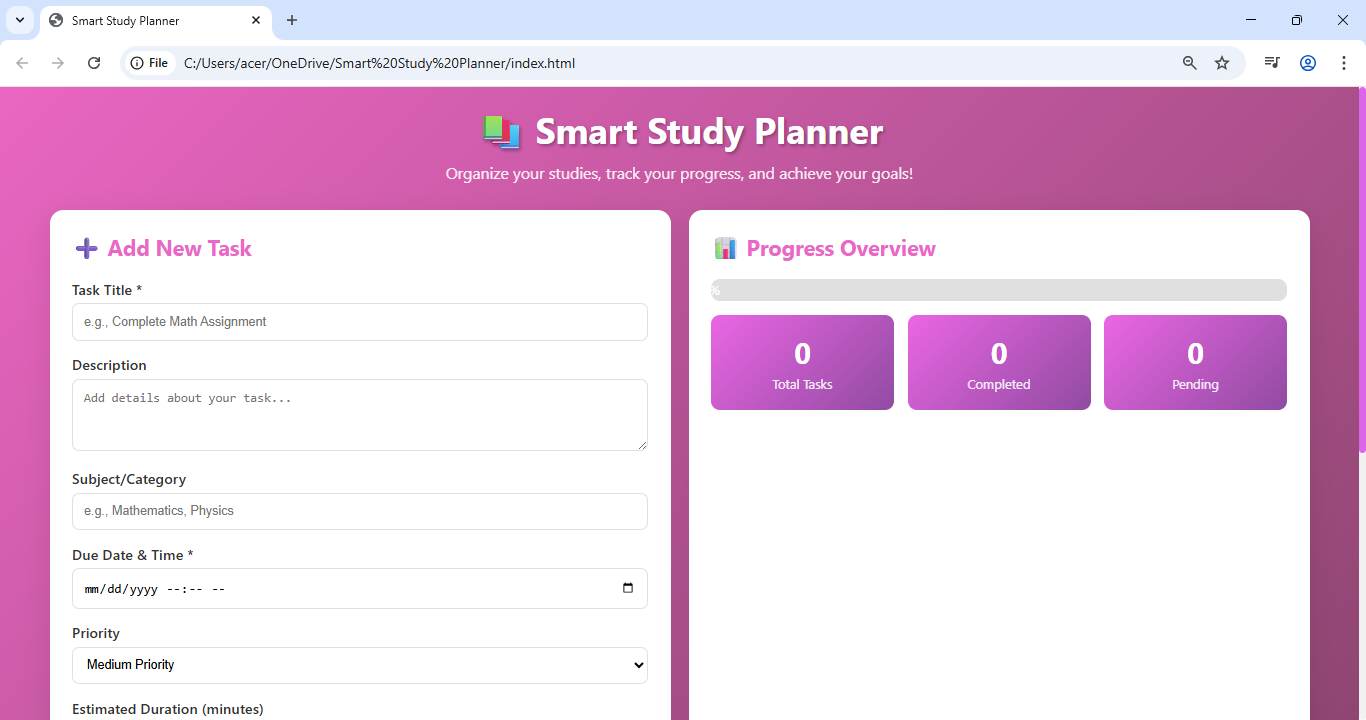 Smart Study Planner
File
C:/Users/acer/OneDrive/Smart%20Study%20Planner/index.html
Smart Study Planner
Organize your studies, track your progress, and achieve your goals!
Add New Task
Task Title *
e.g., Complete Math Assignment
Description
Add details about your task...
Subject/Category
e.g., Mathematics, Physics
Due Date & Time *
mm/dd/yyyy --:-- --
Priority
Medium Priority
Estimated Duration (minutes)
Progress Overview
%
0
Total Tasks
0
Completed
0
Pending